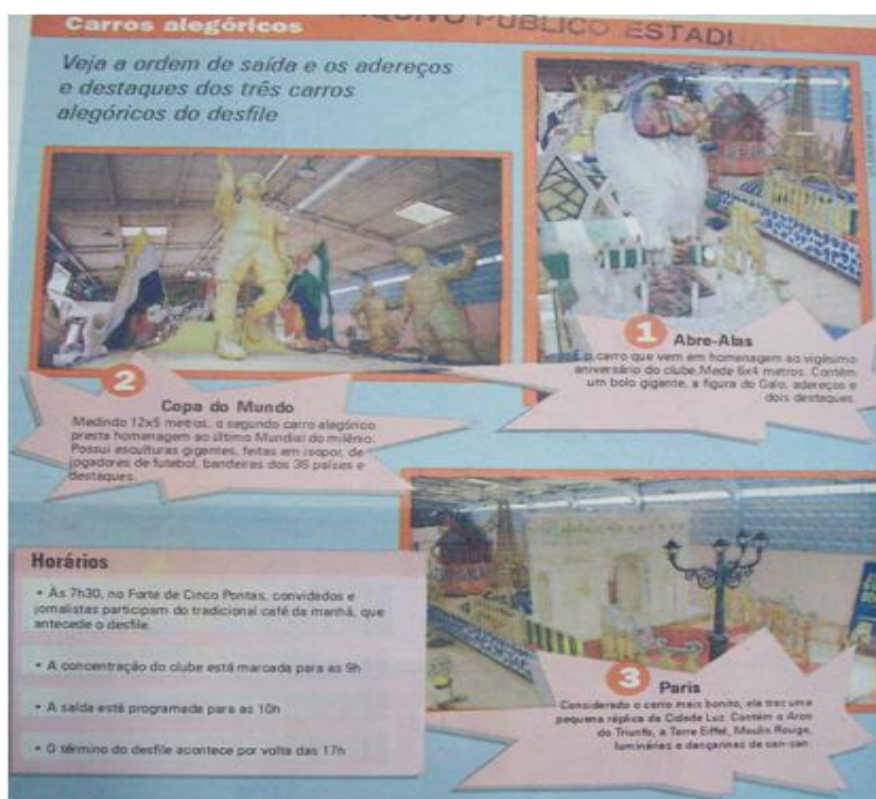 Carros alegóricos
PUBLICO ESTADUAL
Veja a ordem de saída e os adereços
e destaques dos três carros
alegóricos do desfile
1
Abre-Alas
É o carro que vem em homenagem ao vigésimo
aniversário do clube. Mede 6x4 metros. Contém
um bolo gigante, a figura do Galo, adereços e
dois destaques.
2
Copa do Mundo
Medindo 12x5 metros, o segundo carro alegórico
presta homenagem ao último Mundial do milênio.
Possui esculturas gigantes, feitas em isopor, de
jogadores de futebol, bandeiras dos 36 países e
destaques.
Horários
• Às 7h30, no Forte de Cinco Pontas, convidados e
jornalistas participam do tradicional café da manhã, que
antecede o desfile.
• A concentração do clube está marcada para as 9h
• A saída está programada para as 10h
• O término do desfile acontece por volta das 17h
3
Paris
Considerado o carro mais bonito, ele traz uma
pequena réplica da Cidade Luz. Contém o Arco
do Triunfo, a Torre Eiffel, Moulin Rouge,
luminárias e dançarinas de can-can